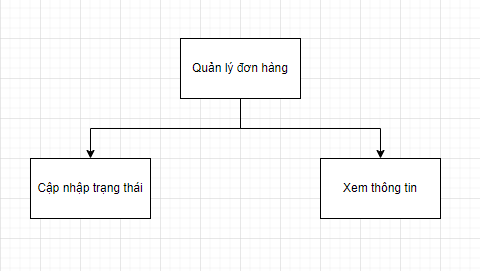 Quản lý đơn hàng
Cập nhập trạng thái
Xem thông tin